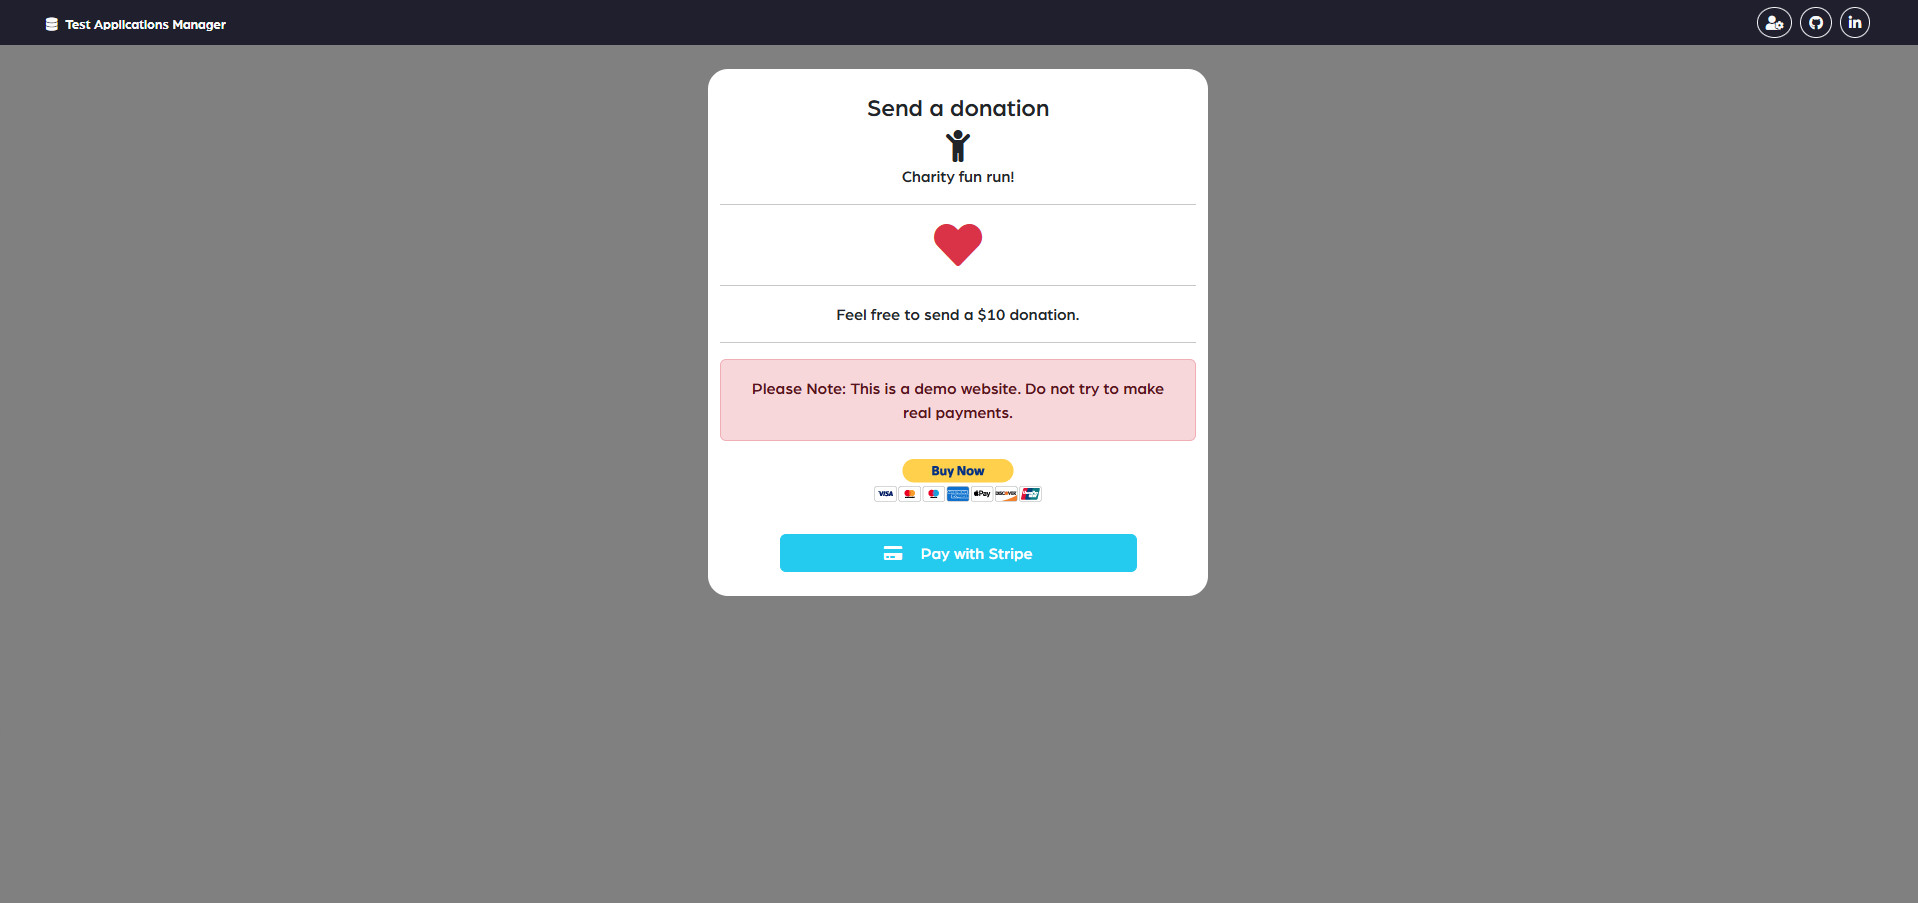 Test Applications Manager
Send a donation
Charity fun run!
Feel free to send a $10 donation.
Please Note: This is a demo website. Do not try to make
real payments.
Buy Now
VISA Pay DISCOVER
Pay with Stripe